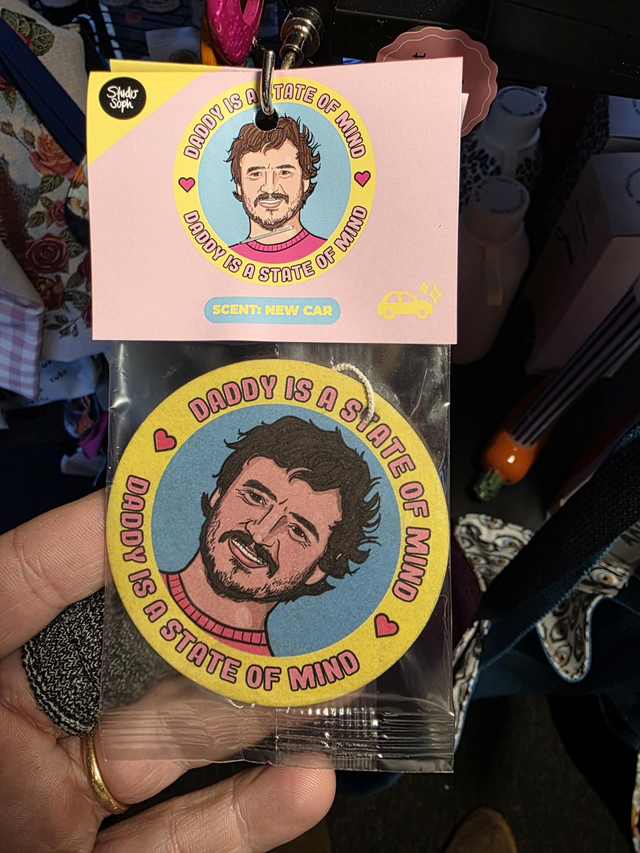 Studio
Soph
DADDY IS A STATE OF MIND
DADDY IS A STATE OF MIND
SCENT: NEW CAR
DADDY IS A STATE OF MIND
DADDY IS A STATE OF MIND